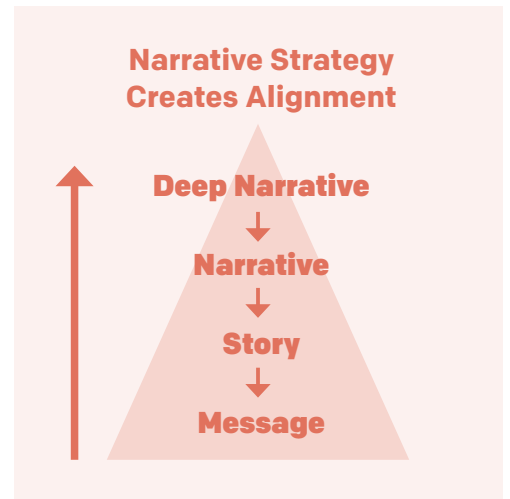 Narrative Strategy
Creates Alignment
Deep Narrative
Narrative
Story
Message